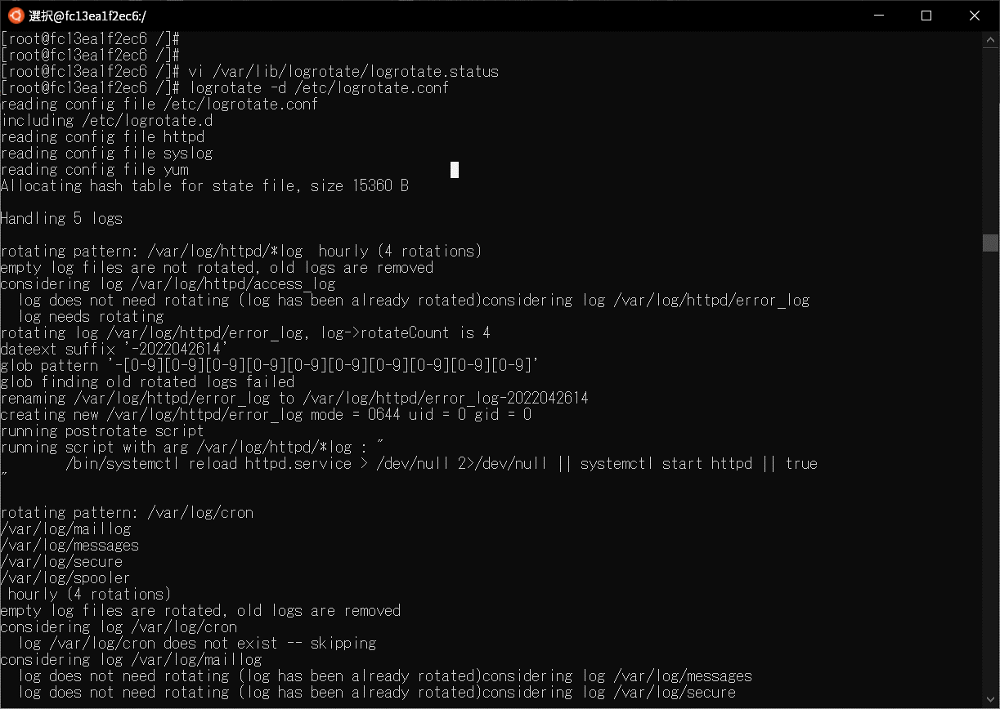 選択@fc13ea1f2ec6:/
[root@fc13ea1f2ec6 /]#
[root@fc13ea1f2ec6 /]#
[root@fc13ea1f2ec6 /]# vi /var/lib/logrotate/logrotate.status
[root@fc13ea1f2ec6 /]# logrotate -d /etc/logrotate.conf
reading config file /etc/logrotate.conf
including /etc/logrotate.d
reading config file httpd
reading config file syslog
reading config file yum
Allocating hash table for state file, size 15360 B

Handling 5 logs

rotating pattern: /var/log/httpd/*log  hourly (4 rotations)
empty log files are not rotated, old logs are removed
considering log /var/log/httpd/access_log
  log does not need rotating (log has been already rotated)considering log /var/log/httpd/error_log
  log needs rotating
rotating log /var/log/httpd/error_log, log->rotateCount is 4
dateext suffix '-2022042614'
glob pattern '-[0-9][0-9][0-9][0-9][0-9][0-9][0-9][0-9][0-9][0-9]'
glob finding old rotated logs failed
renaming /var/log/httpd/error_log to /var/log/httpd/error_log-2022042614
creating new /var/log/httpd/error_log mode = 0644 uid = 0 gid = 0
running postrotate script
running script with arg /var/log/httpd/*log : "
        /bin/systemctl reload httpd.service > /dev/null 2>/dev/null || systemctl start httpd || true
"

rotating pattern: /var/log/cron
/var/log/maillog
/var/log/messages
/var/log/secure
/var/log/spooler
 hourly (4 rotations)
empty log files are rotated, old logs are removed
considering log /var/log/cron
  log /var/log/cron does not exist -- skipping
considering log /var/log/maillog
  log does not need rotating (log has been already rotated)considering log /var/log/messages
  log does not need rotating (log has been already rotated)considering log /var/log/secure